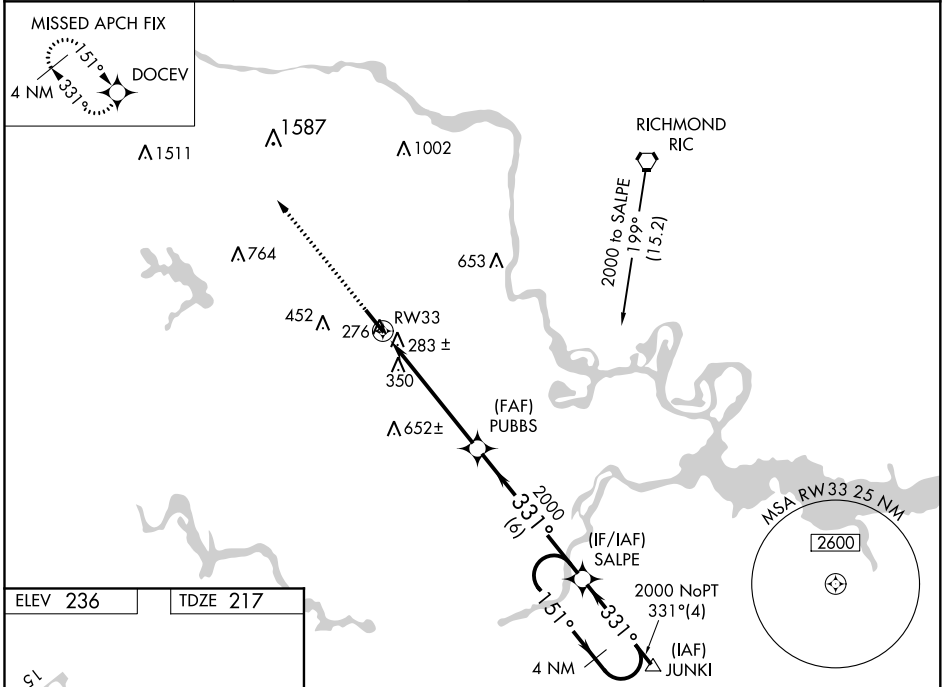 MISSED APCH FIX
151°
DOCEV
4 NM
331°
1587
1511
1002
RICHMOND
RIC
2000 to SALPE
199°
(15.2)
764
653
452
276
RW33
283 ±
350
(FAF)
PUBBS
652±
2000
331°
(6)
(IF/IAF)
SALPE
MSA RW33 25 NM
2600
2000 NoPT
331°(4)
151°
331°
4 NM
(IAF)
JUNKI
ELEV 236
TDZE 217
15